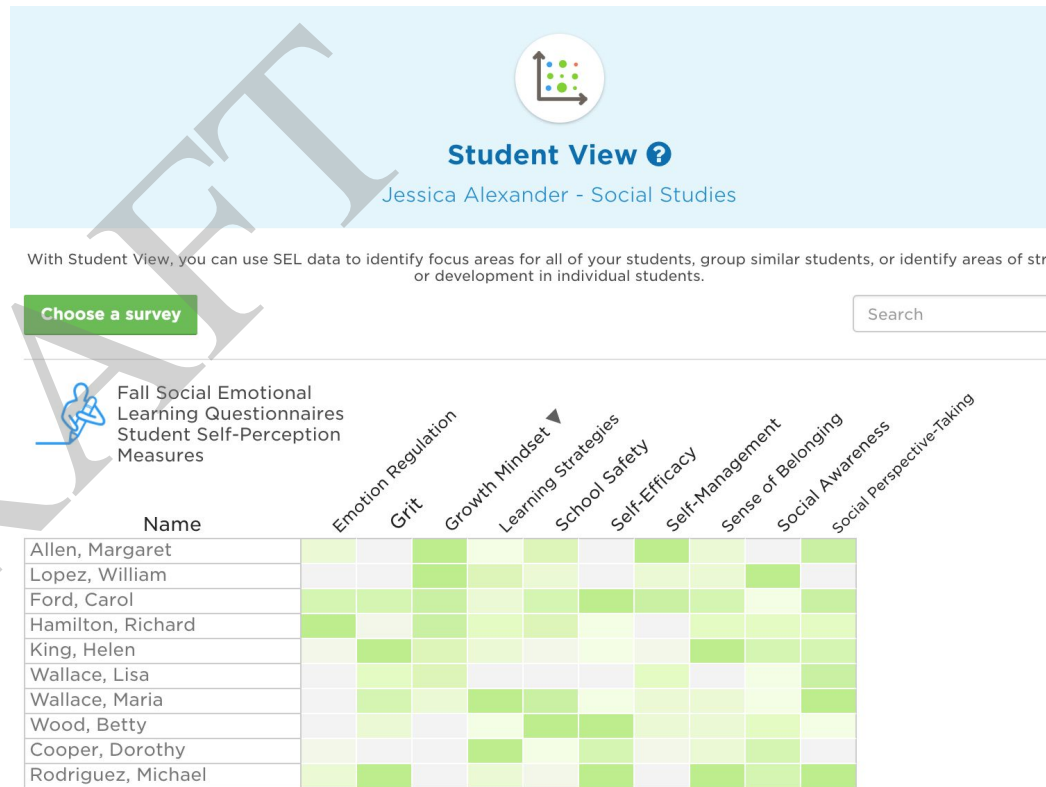 Student View ?
Jessica Alexander - Social Studies
With Student View, you can use SEL data to identify focus areas for all of your students, group similar students, or identify areas of str
or development in individual students.
Choose a survey
Search
Fall Social Emotional
Learning Questionnaires
Student Self-Perception
Measures
Name
Emotion Regulation
Grit
Growth Mindset
Learning Strategies
School Safety
Self-Efficacy
Self-Management
Sense of Belonging
Social Awareness
Social Perspective-Taking
Allen, Margaret
Lopez, William
Ford, Carol
Hamilton, Richard
King, Helen
Wallace, Lisa
Wallace, Maria
Wood, Betty
Cooper, Dorothy
Rodriguez, Michael
RAFT